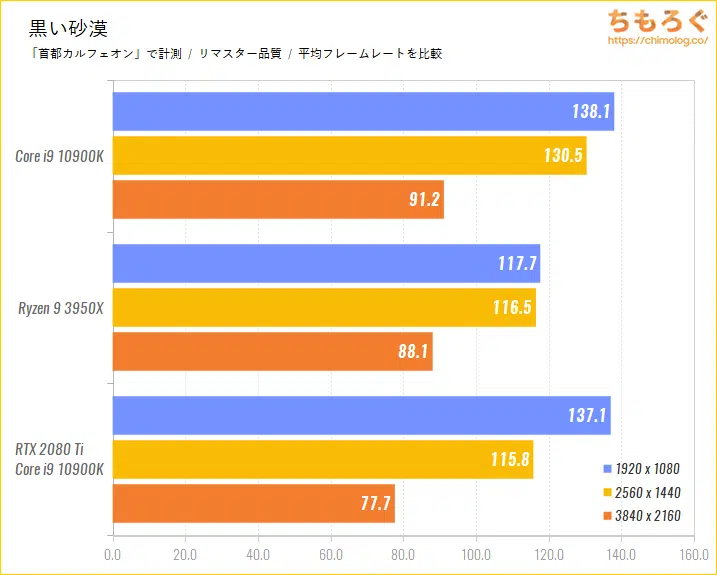 黒い砂漠
「首都カルフェオン」で計測 / リマスター品質 / 平均フレームレートを比較
ちもろぐ
https://chimolog.co/
Core i9 10900K
138.1
130.5
91.2
Ryzen 9 3950X
117.7
116.5
88.1
RTX 2080 Ti
Core i9 10900K
137.1
115.8
77.7
1920 x 1080
2560 x 1440
3840 x 2160
0.0 20.0 40.0 60.0 80.0 100.0 120.0 140.0 160.0